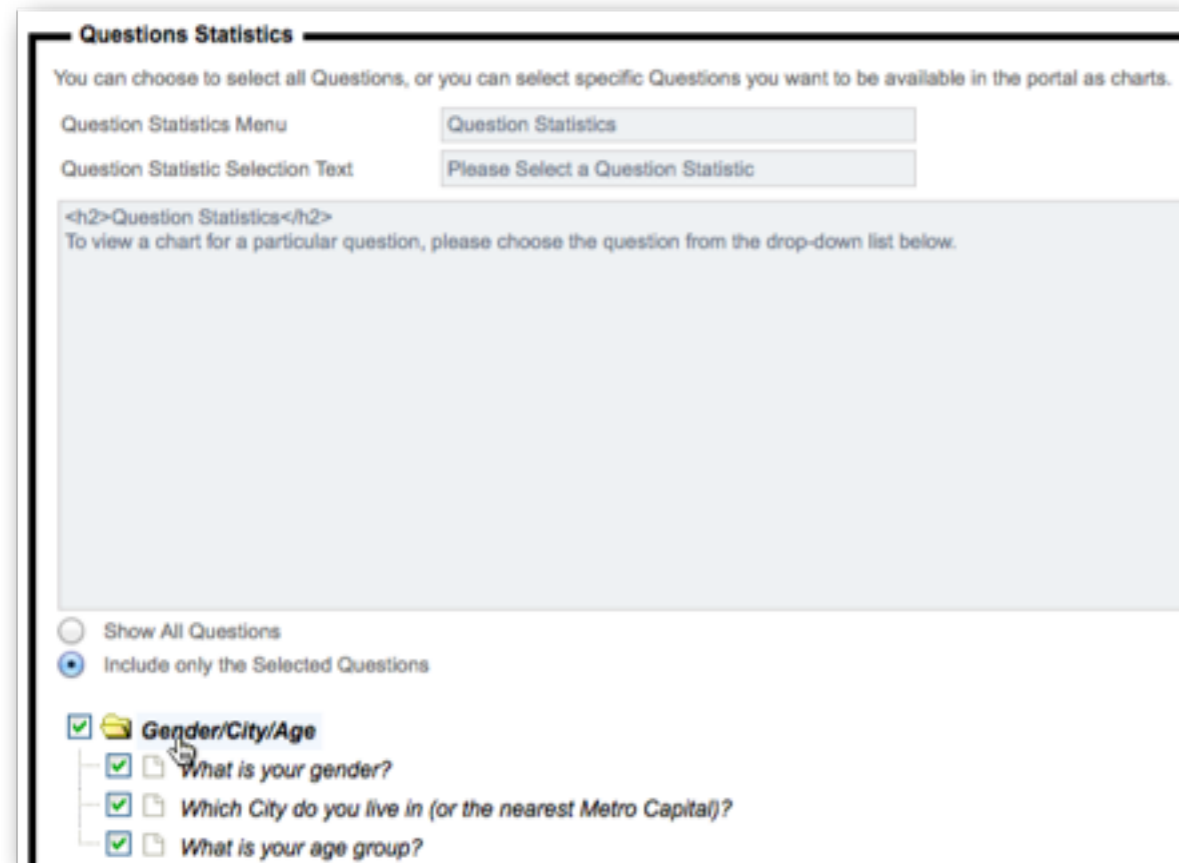 Questions Statistics
You can choose to select all Questions, or you can select specific Questions you want to be available in the portal as charts.
Question Statistics Menu
Question Statistics
Question Statistic Selection Text
Please Select a Question Statistic
<h2>Question Statistics</h2>
To view a chart for a particular question, please choose the question from the drop-down list below.
Show All Questions
Include only the Selected Questions
Gender/City/Age
What is your gender?
Which City do you live in (or the nearest Metro Capital)?
What is your age group?